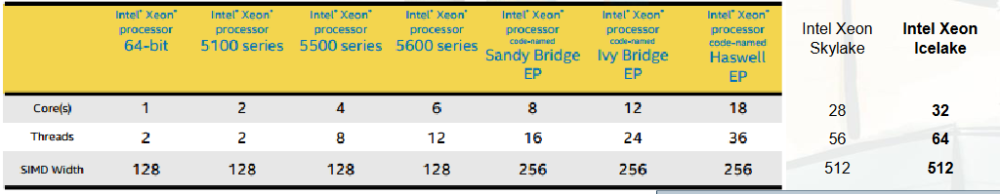 Intel® Xeon® processor 64-bit
Intel® Xeon® processor 5100 series
Intel® Xeon® processor 5500 series
Intel® Xeon® processor 5600 series
Intel® Xeon® processor code-named Sandy Bridge EP
Intel® Xeon® processor code-named Ivy Bridge EP
Intel® Xeon® processor code-named Haswell EP
Intel Xeon Skylake
Intel Xeon Icelake
Core(s) 1 2 4 6 8 12 18 28 32
Threads 2 2 8 12 16 24 36 56 64
SIMD Width 128 128 128 128 256 256 256 512 512